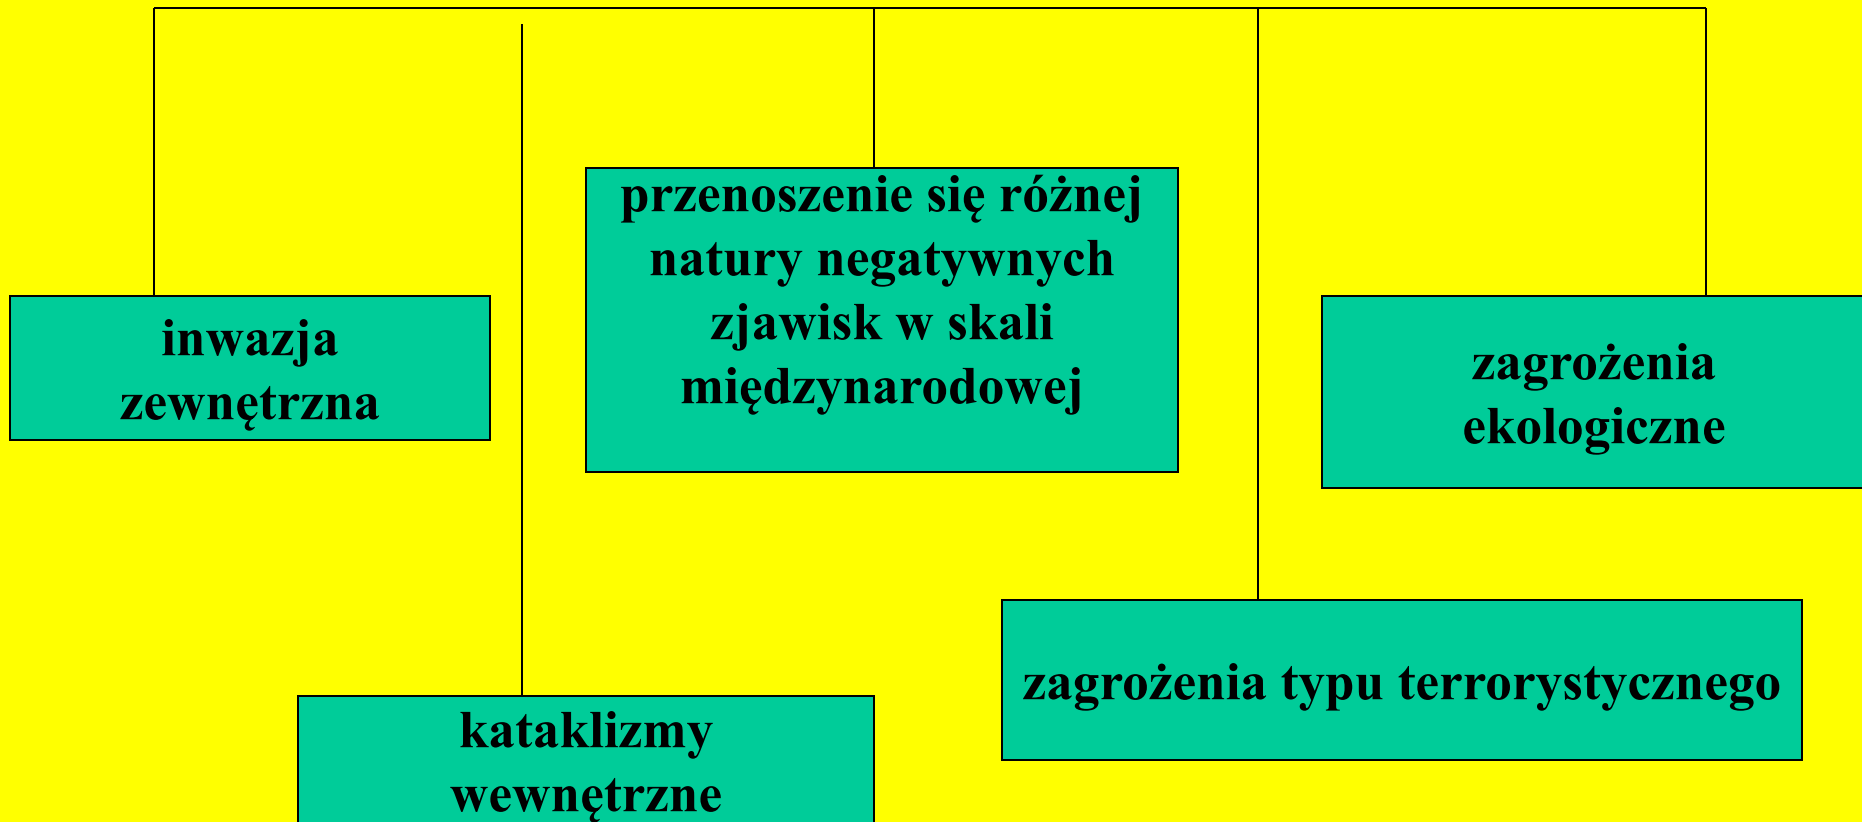 inwazja
zewnętrzna
kataklizmy
wewnętrzne
przenoszenie się różnej
natury negatywnych
zjawisk w skali
międzynarodowej
zagrożenia typu terrorystycznego
zagrożenia
ekologiczne